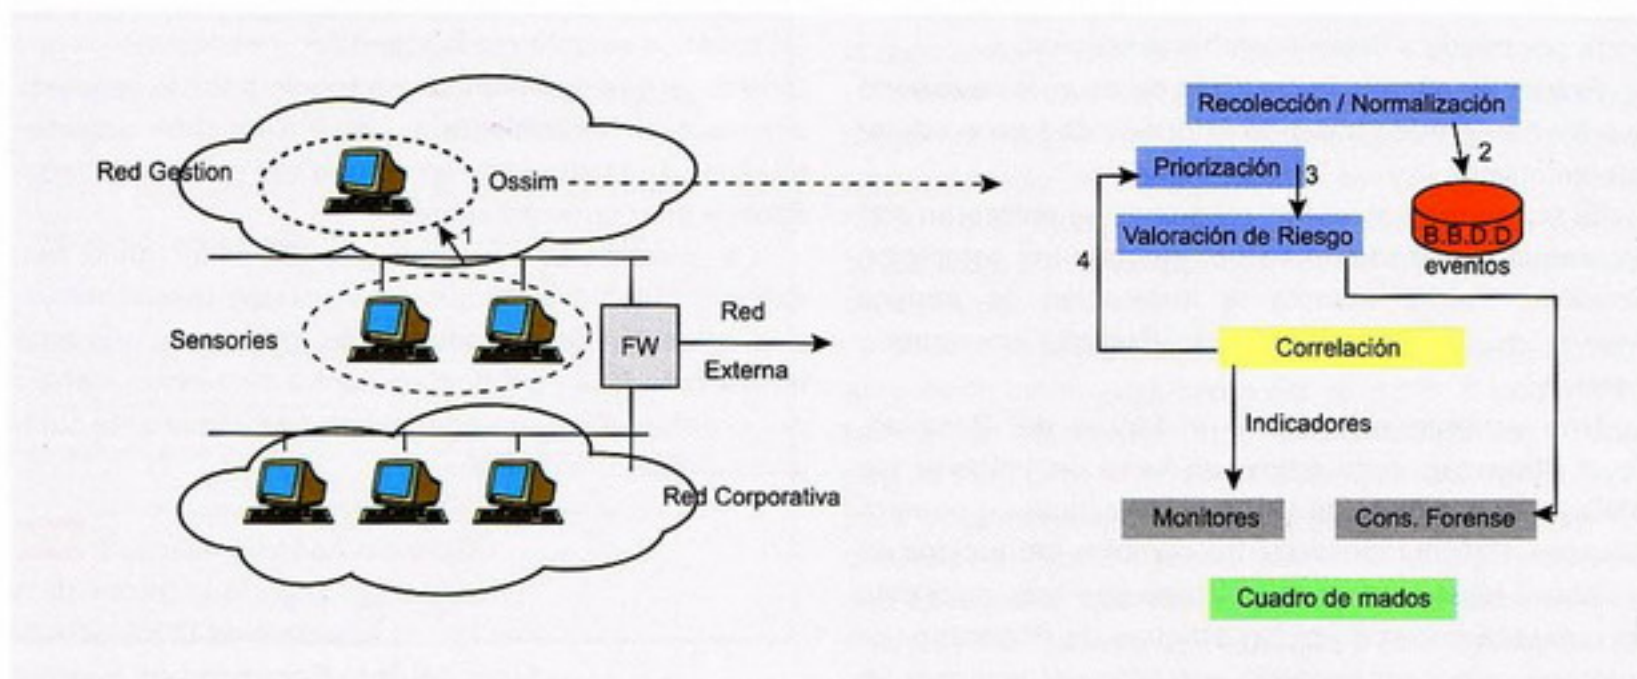 Red Gestion
Ossim
1
Sensories
FW
Red
Externa
Red Corporativa
Recolección / Normalización
2
Priorización
3
B.B.D.D
eventos
Valoración de Riesgo
4
Correlación
Indicadores
Monitores
Cons. Forense
Cuadro de mados